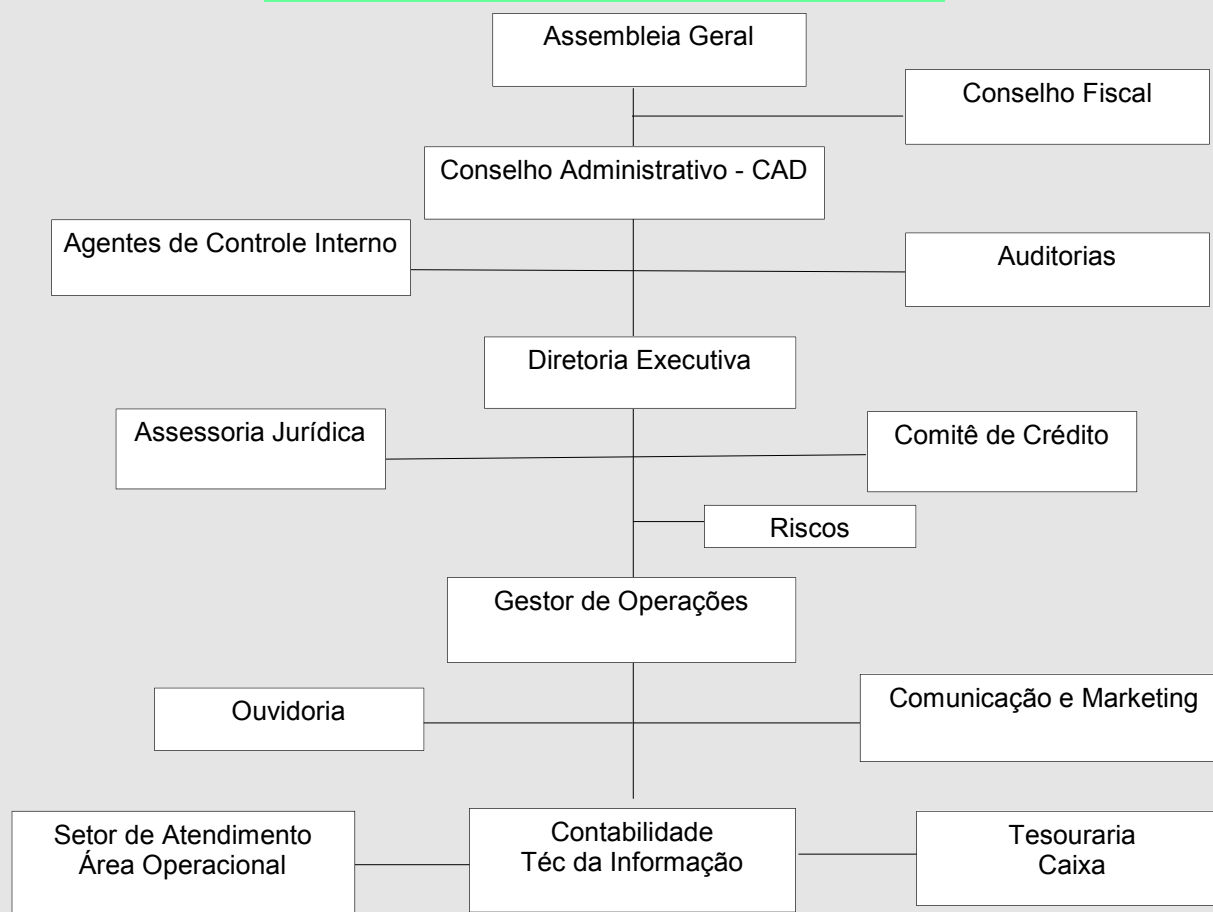 Assembleia Geral
Conselho Fiscal
Conselho Administrativo - CAD
Agentes de Controle Interno
Auditorias
Diretoria Executiva
Assessoria Jurídica
Comitê de Crédito
Riscos
Gestor de Operações
Ouvidoria
Comunicação e Marketing
Setor de Atendimento
Área Operacional
Contabilidade
Téc da Informação
Tesouraria
Caixa